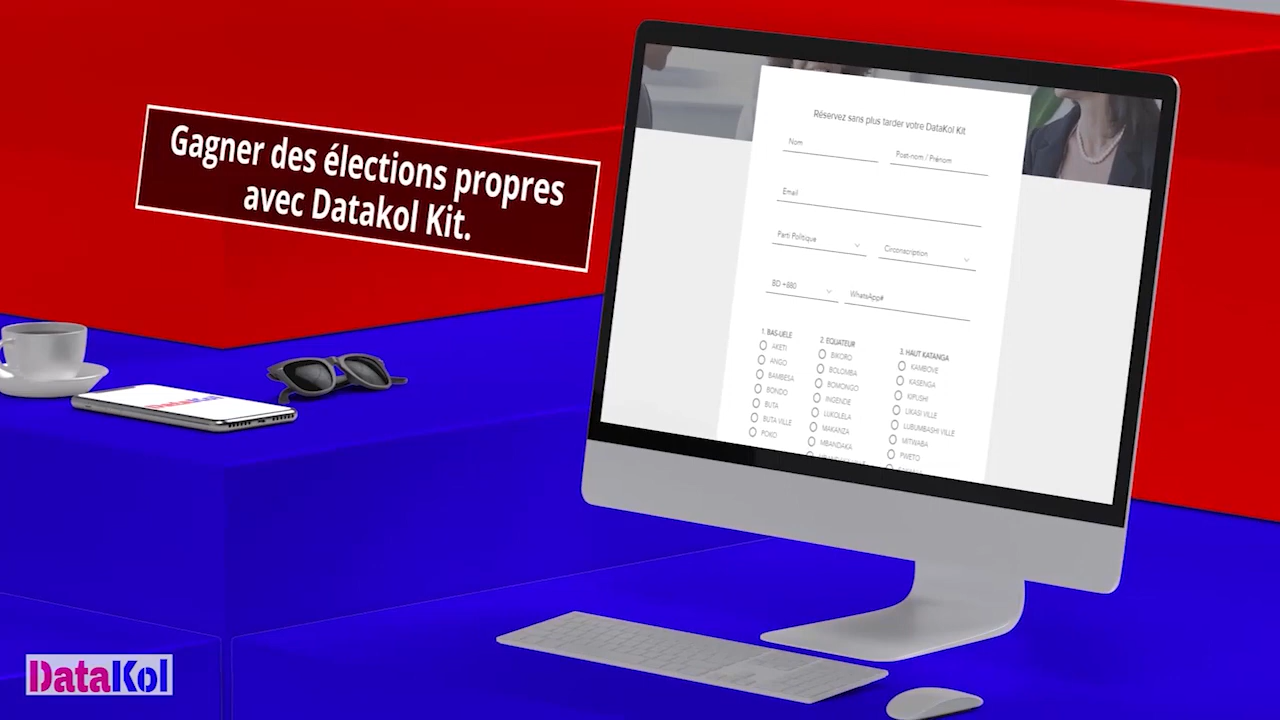 Gagner des élections propres
avec Datakol Kit.
Réservez sans plus tarder votre DataKol Kit
Nom
Post-nom / Prénom
Email
Parti Politique
Circonscription
BD +880
WhatsApp#
1. BAS-UELE
AKETI
ANGO
BAMBESA
BONDO
BUTA
BUTA VILLE
POKO
2. EQUATEUR
BIKORO
BOLOMBA
BOMONGO
INGENDE
LUKOLELA
MAKANZA
MBANDAKA
3. HAUT KATANGA
KAMBOVE
KASENGA
KIPUSHI
LIKASI VILLE
LUBUMBASHI VILLE
MITWABA
PWETO
DataKol